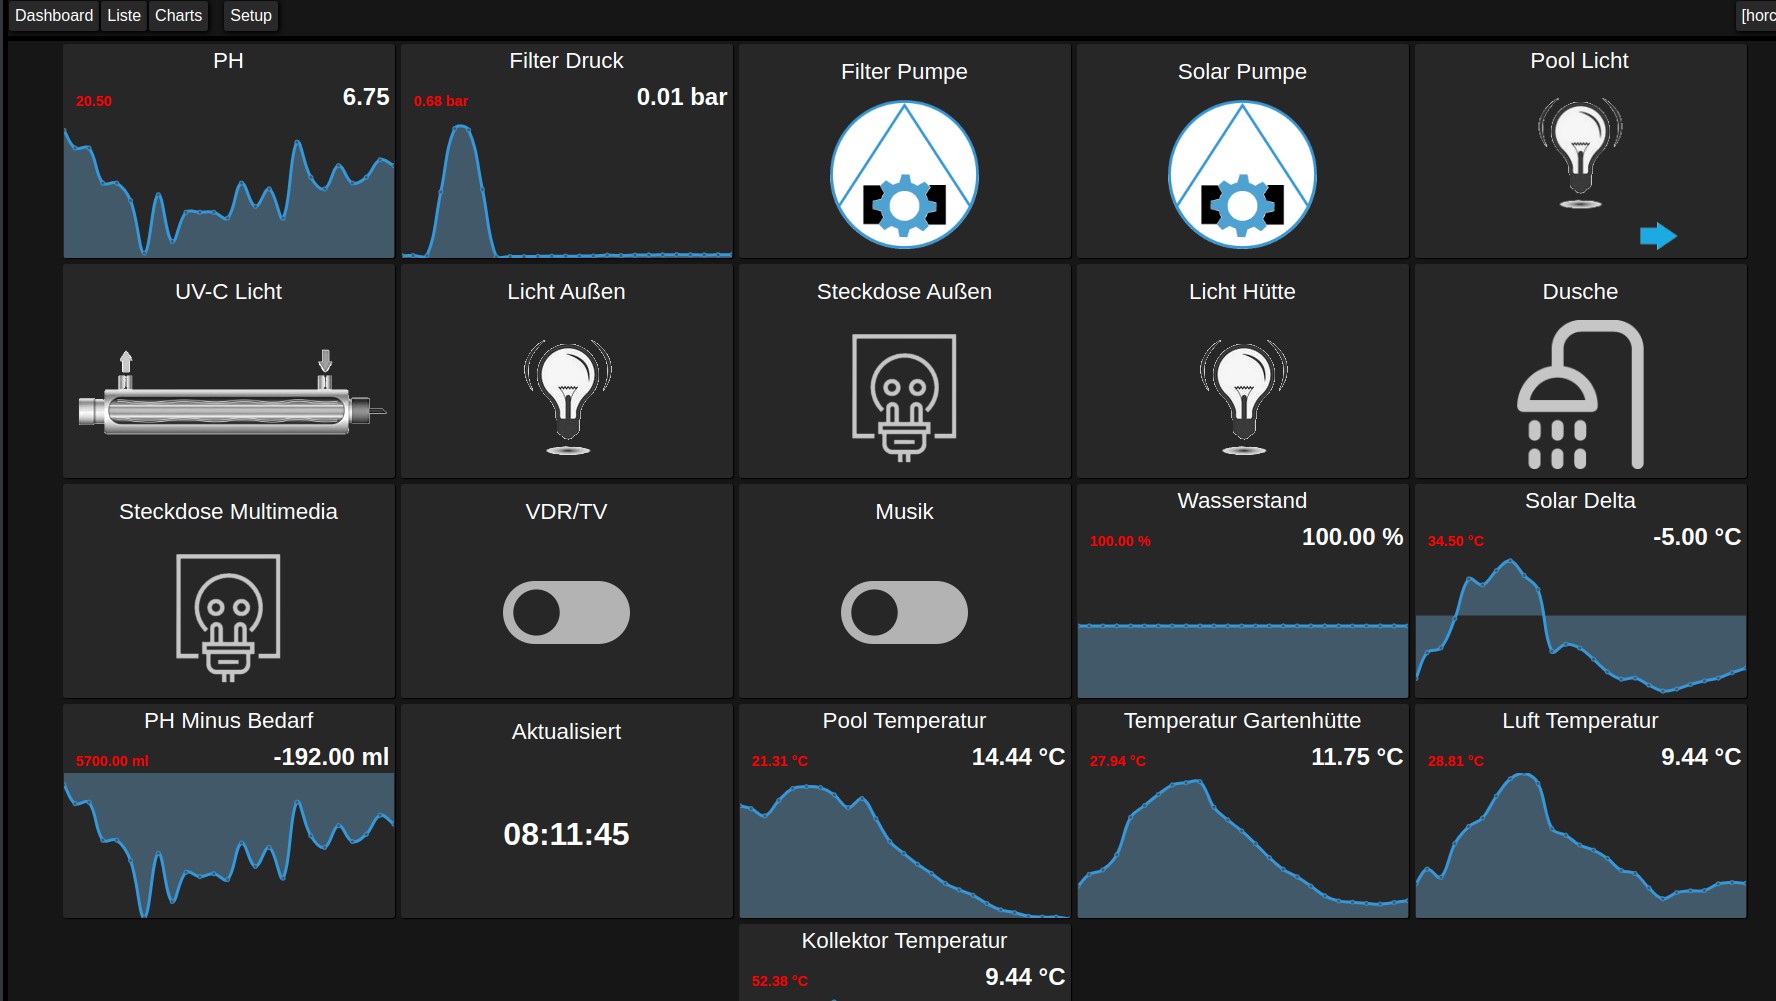 Dashboard Liste Charts Setup [horc
PH
20.50 6.75
Filter Druck
0.68 bar 0.01 bar
Filter Pumpe
Solar Pumpe
Pool Licht
UV-C Licht
Licht Außen
Steckdose Außen
Licht Hütte
Dusche
Steckdose Multimedia
VDR/TV
Musik
Wasserstand
100.00 % 100.00 %
Solar Delta
34.50 °C -5.00 °C
PH Minus Bedarf
5700.00 ml -192.00 ml
Aktualisiert
08:11:45
Pool Temperatur
21.31 °C 14.44 °C
Temperatur Gartenhütte
27.94 °C 11.75 °C
Luft Temperatur
28.81 °C 9.44 °C
Kollektor Temperatur
52.38 °C 9.44 °C